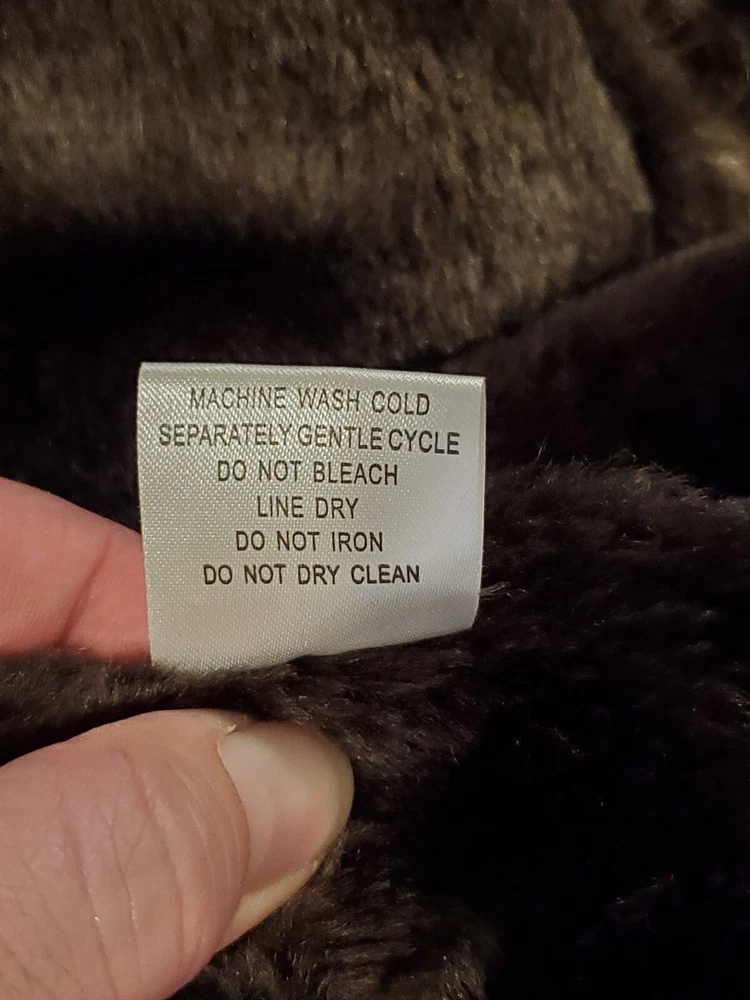 MACHINE WASH COLD
SEPARATELY GENTLE CYCLE
DO NOT BLEACH
LINE DRY
DO NOT IRON
DO NOT DRY CLEAN